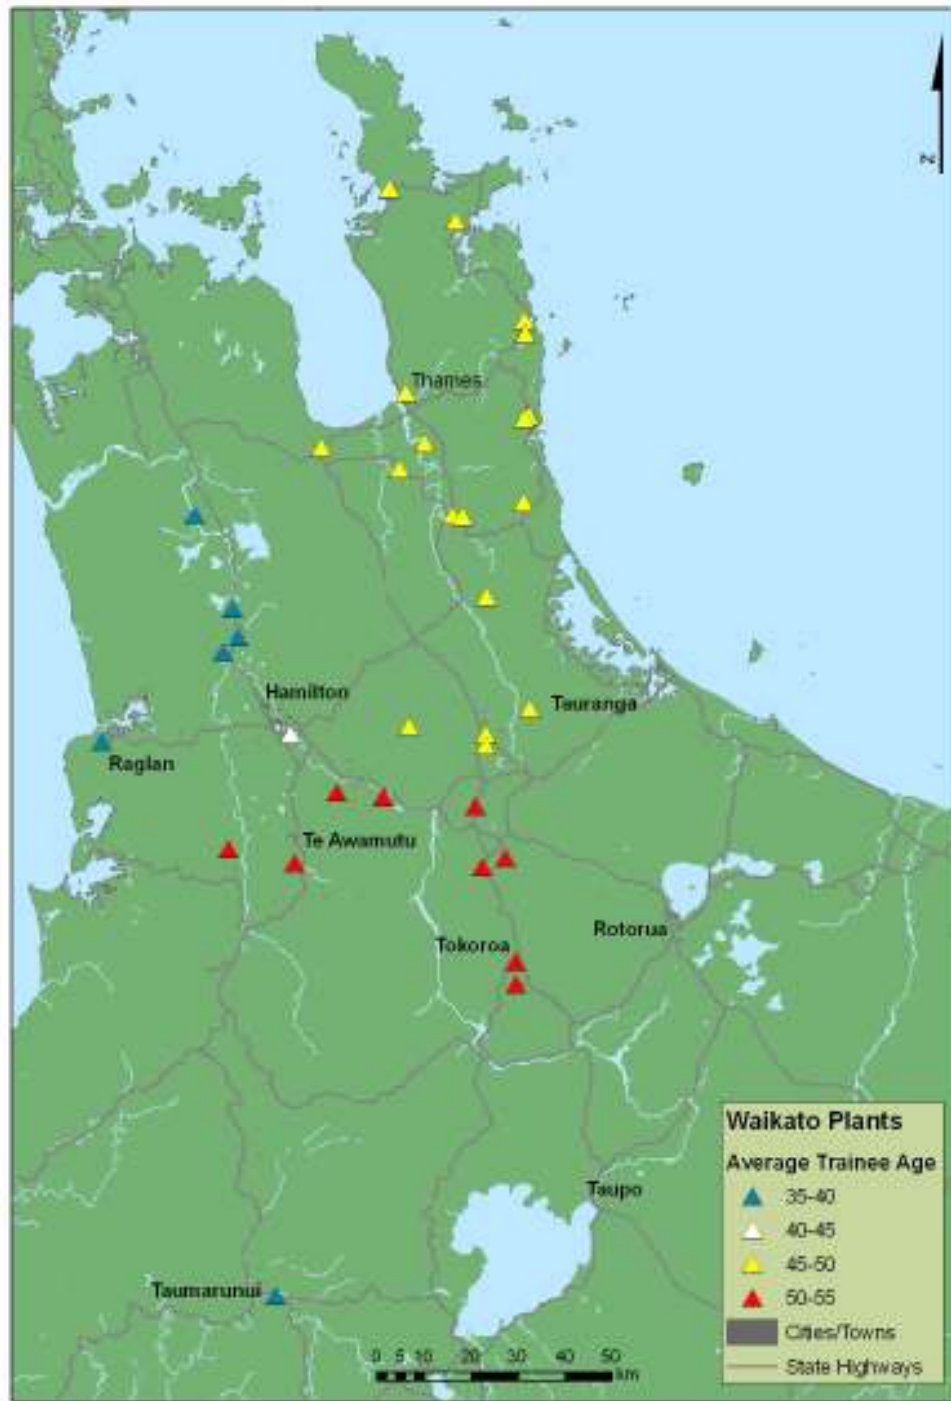 N
Thames
Hamilton
Tauranga
Raglan
Te Awamutu
Tokoroa
Rotorua
Waikato Plants
Average Trainee Age
35-40
40-45
45-50
50-55
Cities/Towns
State Highways
Taupo
Taumarunui
0 5 10 20 30 40 50
km